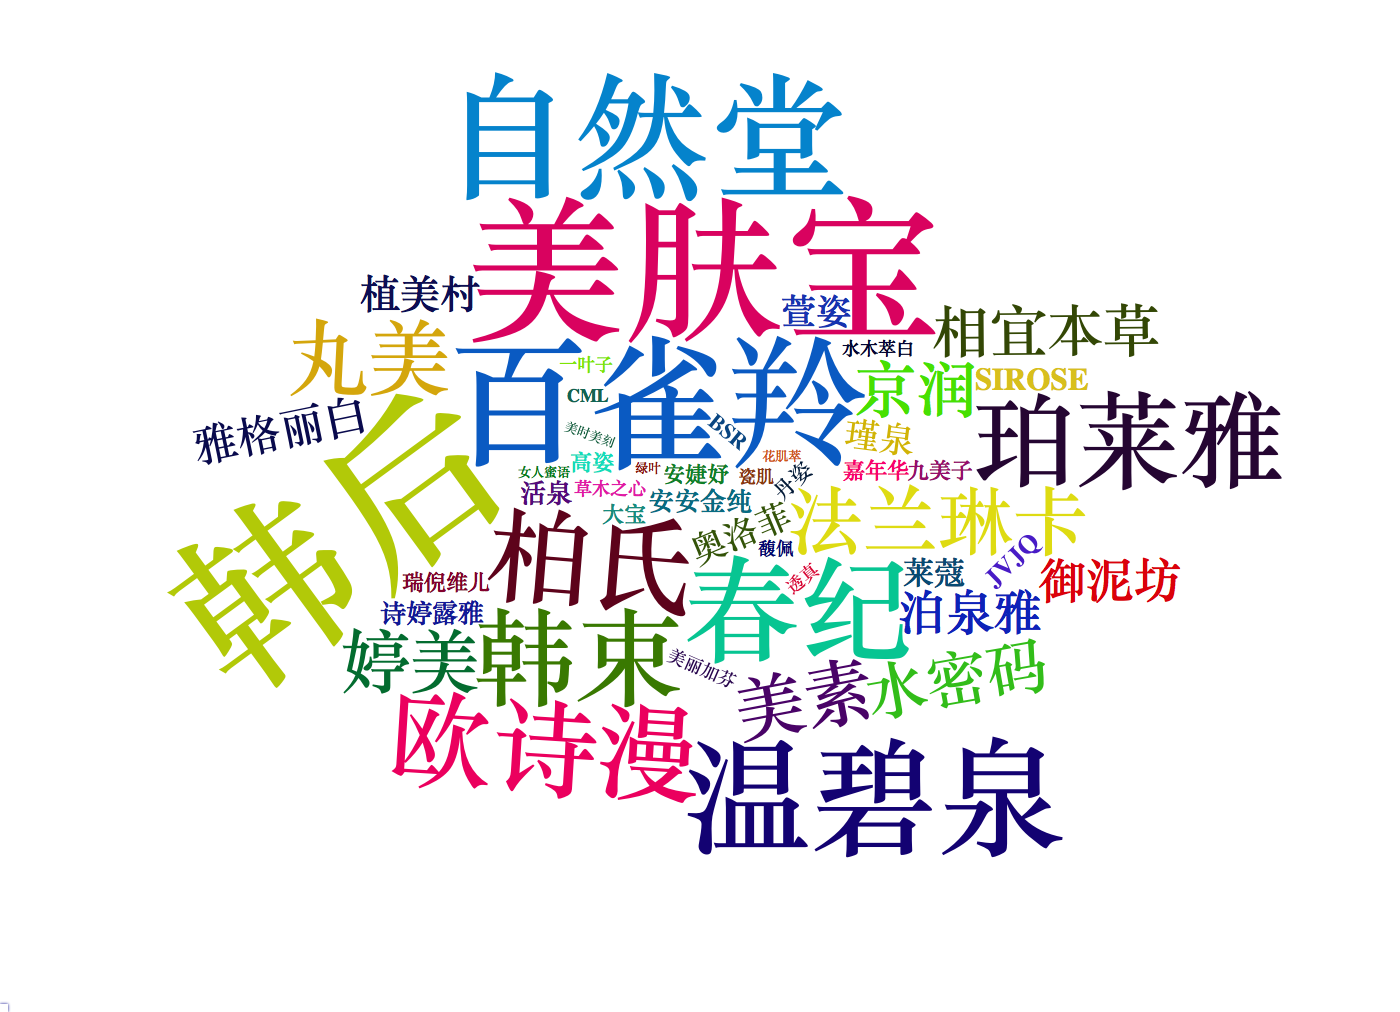 自然堂
美肤宝
植美村
萱姿
相宜本草
丸美
水木萃白
百雀羚
一叶子
京润
SIROSE
CML
珀莱雅
雅格丽白
BSR
瑾泉
美时美刻
韩后
高姿
花肌萃
女人蜜语
绿叶
安婕妤
瓷肌
丹姿
嘉年华九美子
活泉
草木之心
安安金纯
大宝
法兰琳卡
奥洛菲
柏氏
馥佩
JVJQ
瑞倪维儿
春纪
透真
莱蔻
御泥坊
诗婷露雅
泊泉雅
婷美
韩束
美丽加芬
美素
水密码
欧诗漫
温碧泉